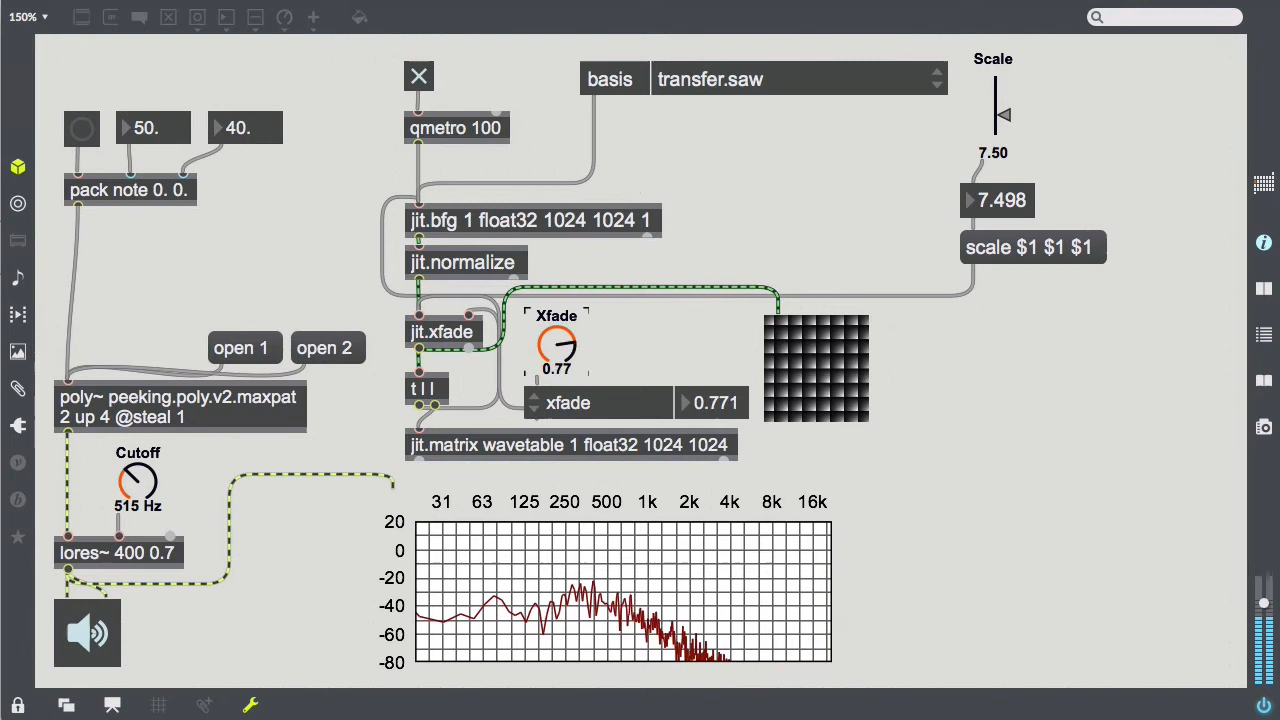 150%
Scale
basis
transfer.saw
50.
40.
qmetro 100
7.50
pack note 0. 0.
7.498
jit.bfg 1 float32 1024 1024 1
scale $1 $1 $1
jit.normalize
Xfade
jit.xfade
open 1
open 2
0.77
t l l
xfade
0.771
poly~ peeking.poly.v2.maxpat
2 up 4 @steal 1
jit.matrix wavetable 1 float32 1024 1024
Cutoff
515 Hz
31 63 125 250 500 1k 2k 4k 8k 16k
20
0
-20
-40
-60
-80
lores~ 400 0.7